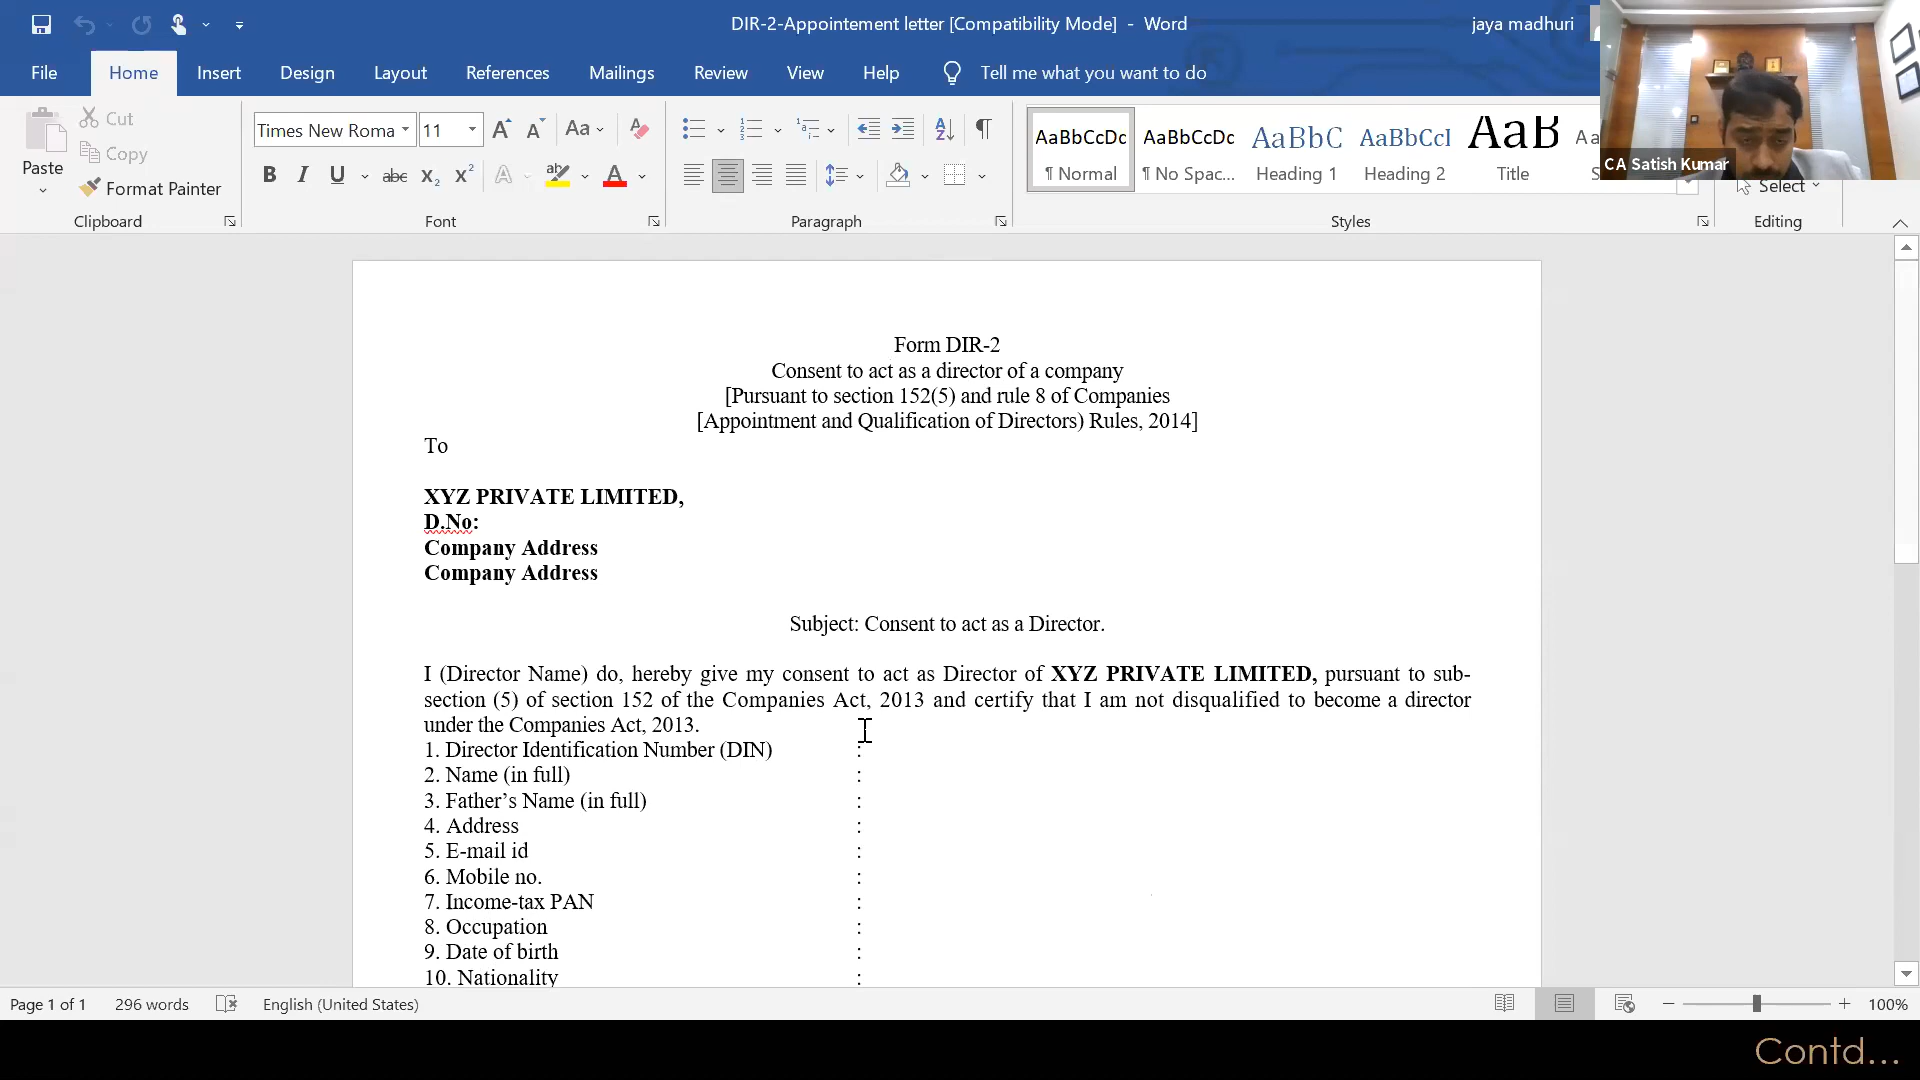 DIR-2-Appointement letter [Compatibility Mode] - Word
jaya madhuri
File Home Insert Design Layout References Mailings Review View Help Tell me what you want to do
Paste
Cut
Copy
Format Painter
Clipboard
Times New Roma 11
Aa
B I U abc X₂ X² A A
Font
Paragraph
AaBbCcDc ¶ Normal
AaBbCcDc ¶ No Spac...
AaBbC Heading 1
AaBbCcI Heading 2
AaB Title
Styles
Select
Editing
CA Satish Kumar
Form DIR-2
Consent to act as a director of a company
[Pursuant to section 152(5) and rule 8 of Companies
[Appointment and Qualification of Directors) Rules, 2014]
To
XYZ PRIVATE LIMITED,
D.No:
Company Address
Company Address
Subject: Consent to act as a Director.
I (Director Name) do, hereby give my consent to act as Director of XYZ PRIVATE LIMITED, pursuant to sub-
section (5) of section 152 of the Companies Act, 2013 and certify that I am not disqualified to become a director
under the Companies Act, 2013.
1. Director Identification Number (DIN) :
2. Name (in full) :
3. Father’s Name (in full) :
4. Address :
5. E-mail id :
6. Mobile no. :
7. Income-tax PAN :
8. Occupation :
9. Date of birth :
10. Nationality :
Page 1 of 1 296 words English (United States) 100%
Contd...